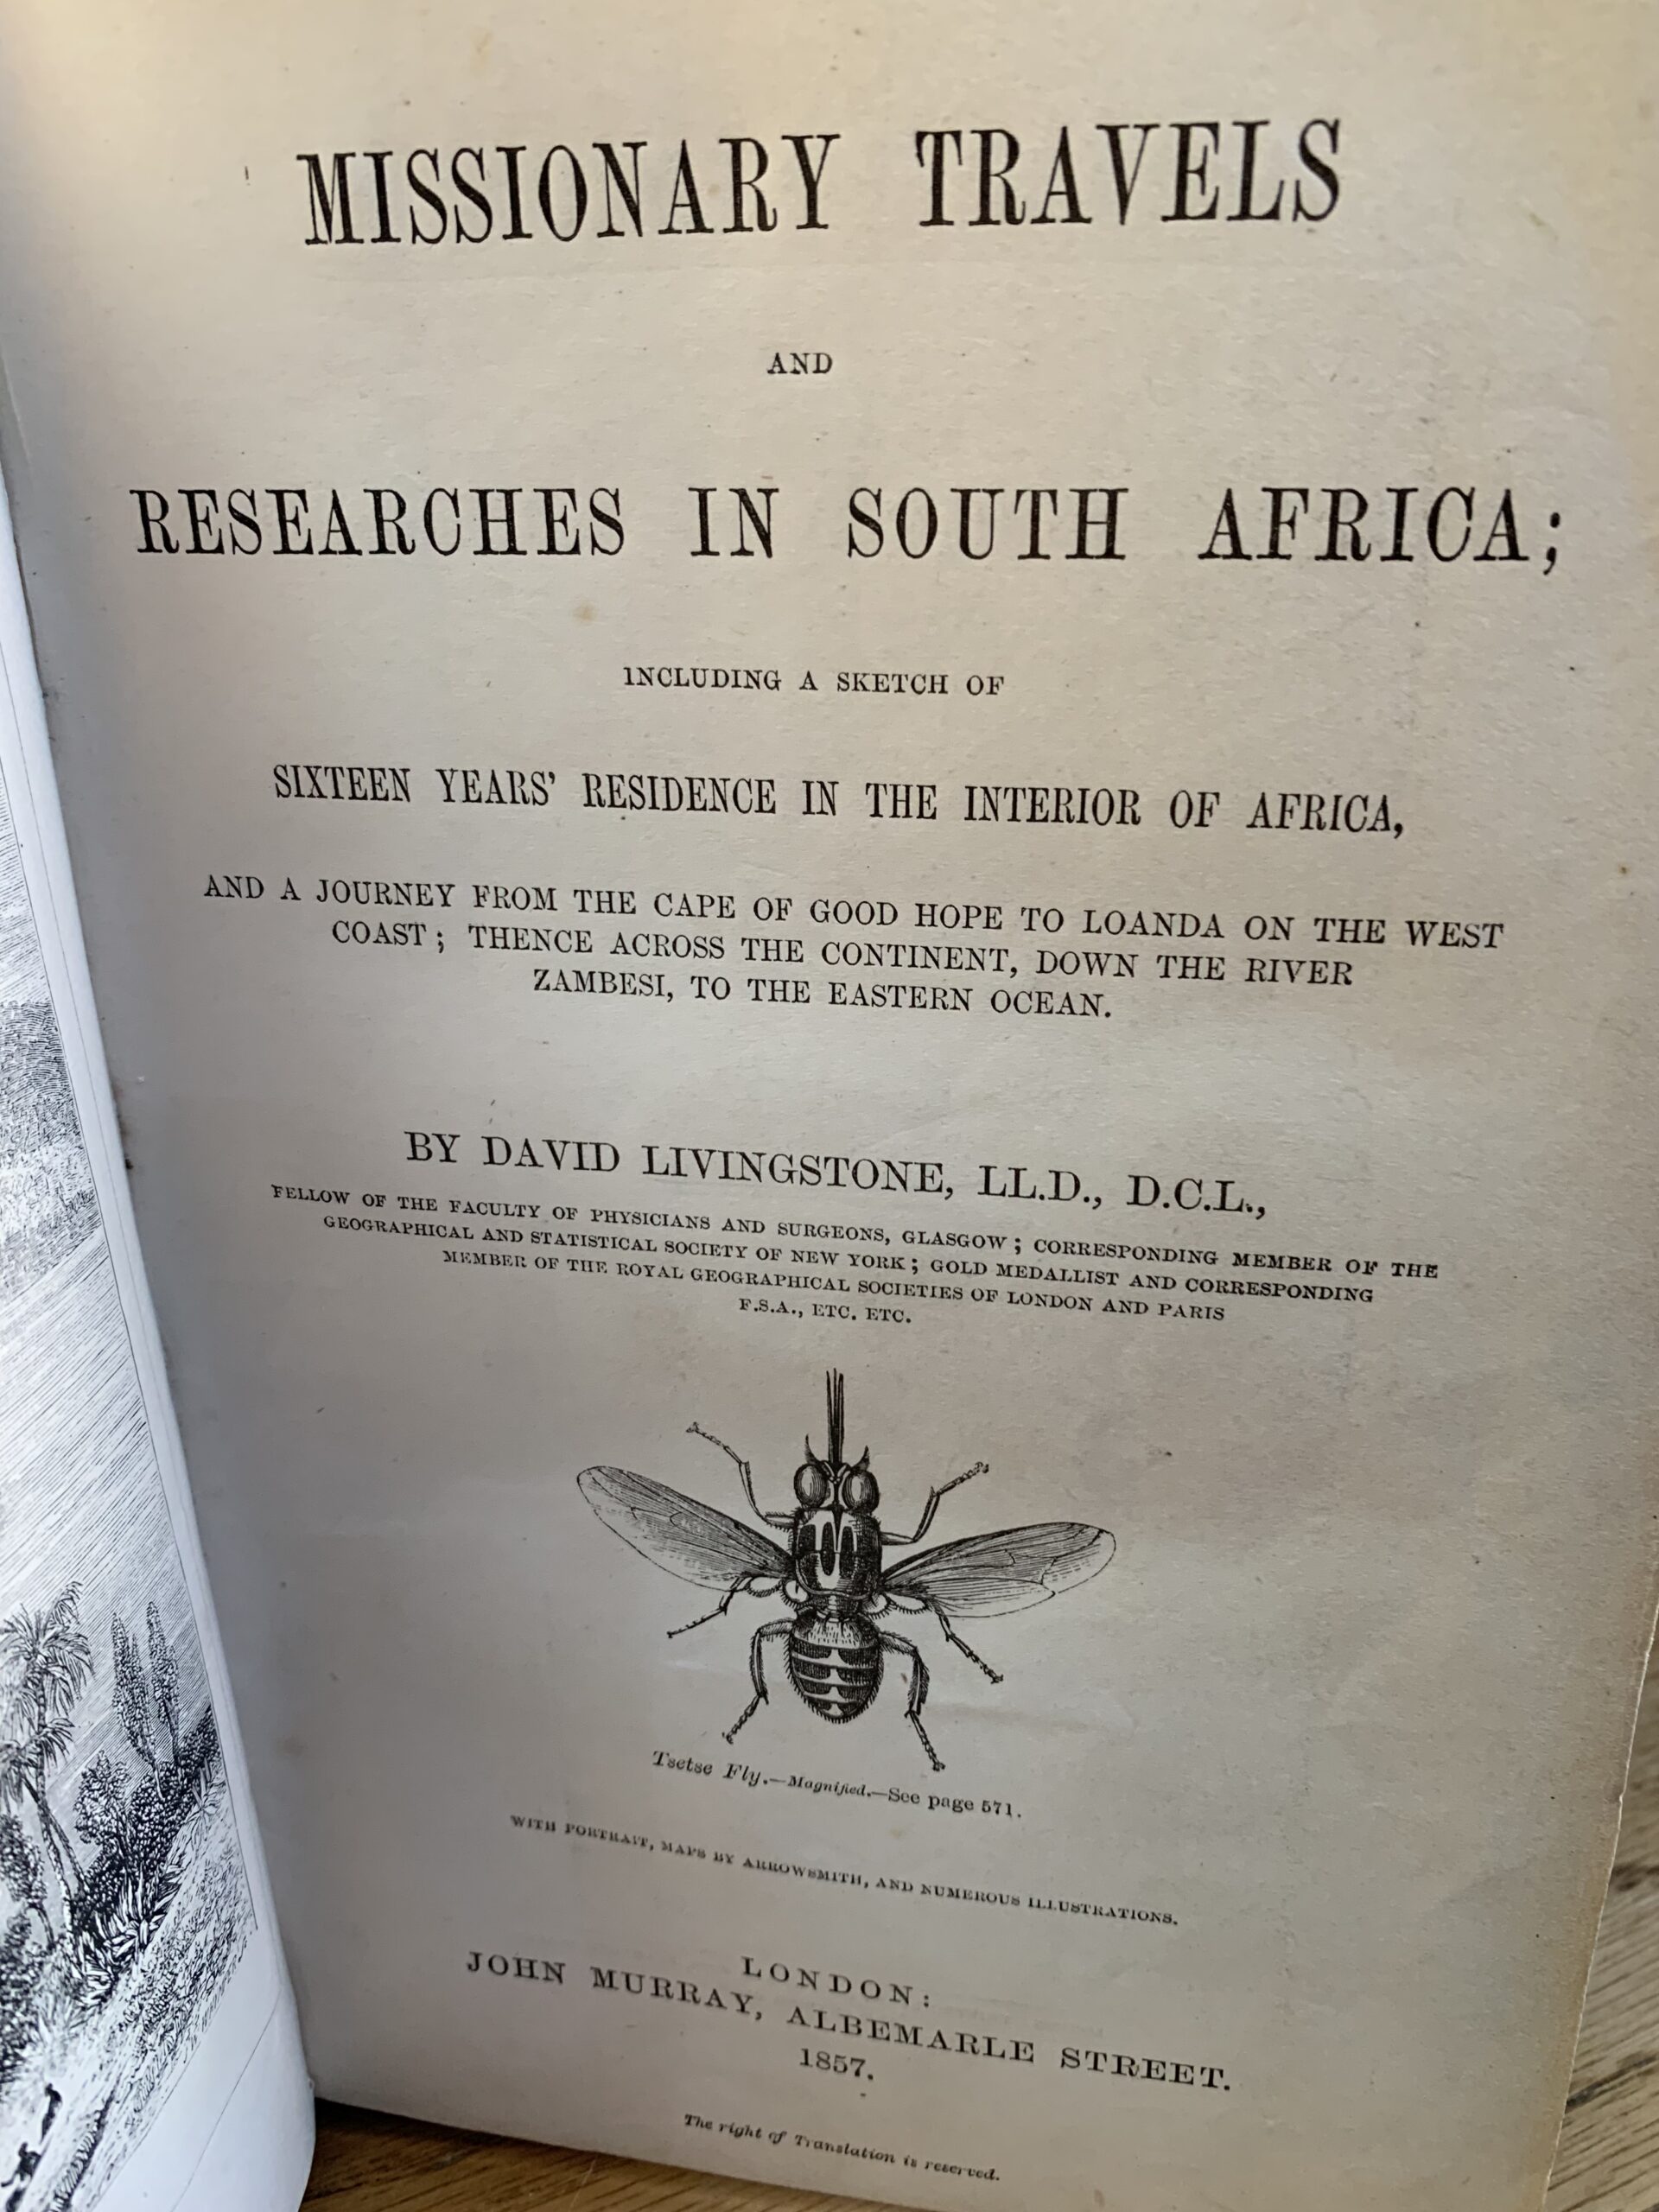 MISSIONARY TRAVELS
AND
RESEARCHES IN SOUTH AFRICA;
INCLUDING A SKETCH OF
SIXTEEN YEARS' RESIDENCE IN THE INTERIOR OF AFRICA,
AND A JOURNEY FROM THE CAPE OF GOOD HOPE TO LOANDA ON THE WEST
COAST; THENCE ACROSS THE CONTINENT, DOWN THE RIVER
ZAMBESI, TO THE EASTERN OCEAN.
BY DAVID LIVINGSTONE, LL.D., D.C.L.,
FELLOW OF THE FACULTY OF PHYSICIANS AND SURGEONS, GLASGOW; CORRESPONDING MEMBER OF THE
GEOGRAPHICAL AND STATISTICAL SOCIETY OF NEW YORK; GOLD MEDALLIST AND CORRESPONDING
MEMBER OF THE ROYAL GEOGRAPHICAL SOCIETIES OF LONDON AND PARIS
F.S.A., ETC. ETC.
Tsetse Fly.—Magnified.—See page 571.
WITH PORTRAIT, MAPS BY ARROWSMITH, AND NUMEROUS ILLUSTRATIONS.
LONDON:
JOHN MURRAY, ALBEMARLE STREET.
1857.
The right of Translation is reserved.